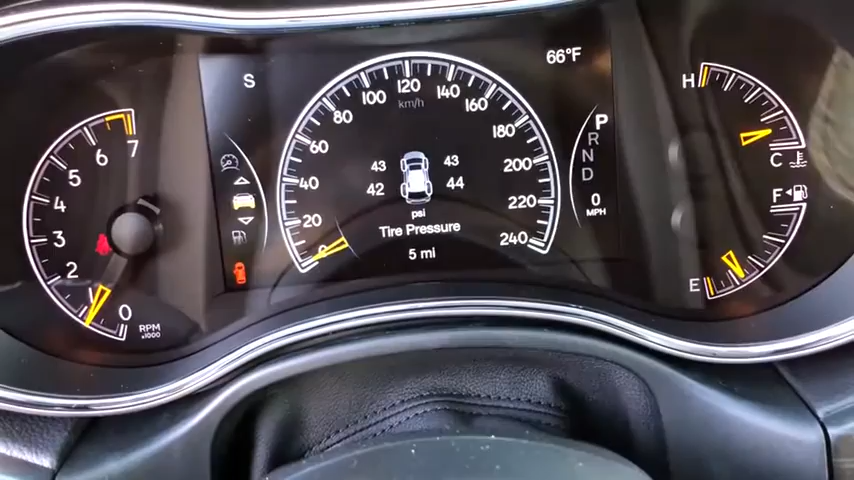 S
66°F
7
6
5
4
3
2
0
RPM
x1000
km/h
20
40
60
80
100
120
140
160
180
200
220
240
43 43
42 44
psi
Tire Pressure
5 mi
P
R
N
D
0
MPH
H
C
F
E